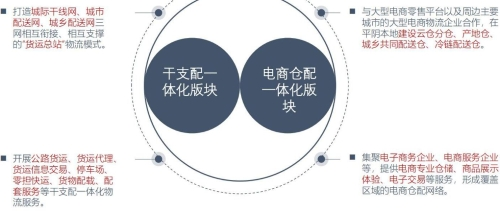 打造城际干线网、城市
配送网、城乡配送网三
网相互衔接、相互支撑
的“货运总站”物流模式。
与大型电商零售平台以及周边主要
城市的大型电商物流企业合作，在
平阴本地建设云仓分仓、产地仓、
城乡共同配送仓、冷链配送仓。
干支配一
体化版块
电商仓配
一体化版
块
开展公路货运、货运代理、
货运信息交易、停车场、
零担快运、货物配载、配
套服务等干支配一体化物
流服务。
集聚电子商务企业、电商服务企业
等，提供电商专业仓储、商品展示
体验、电子交易等服务，形成覆盖
区域的电商仓配网络。